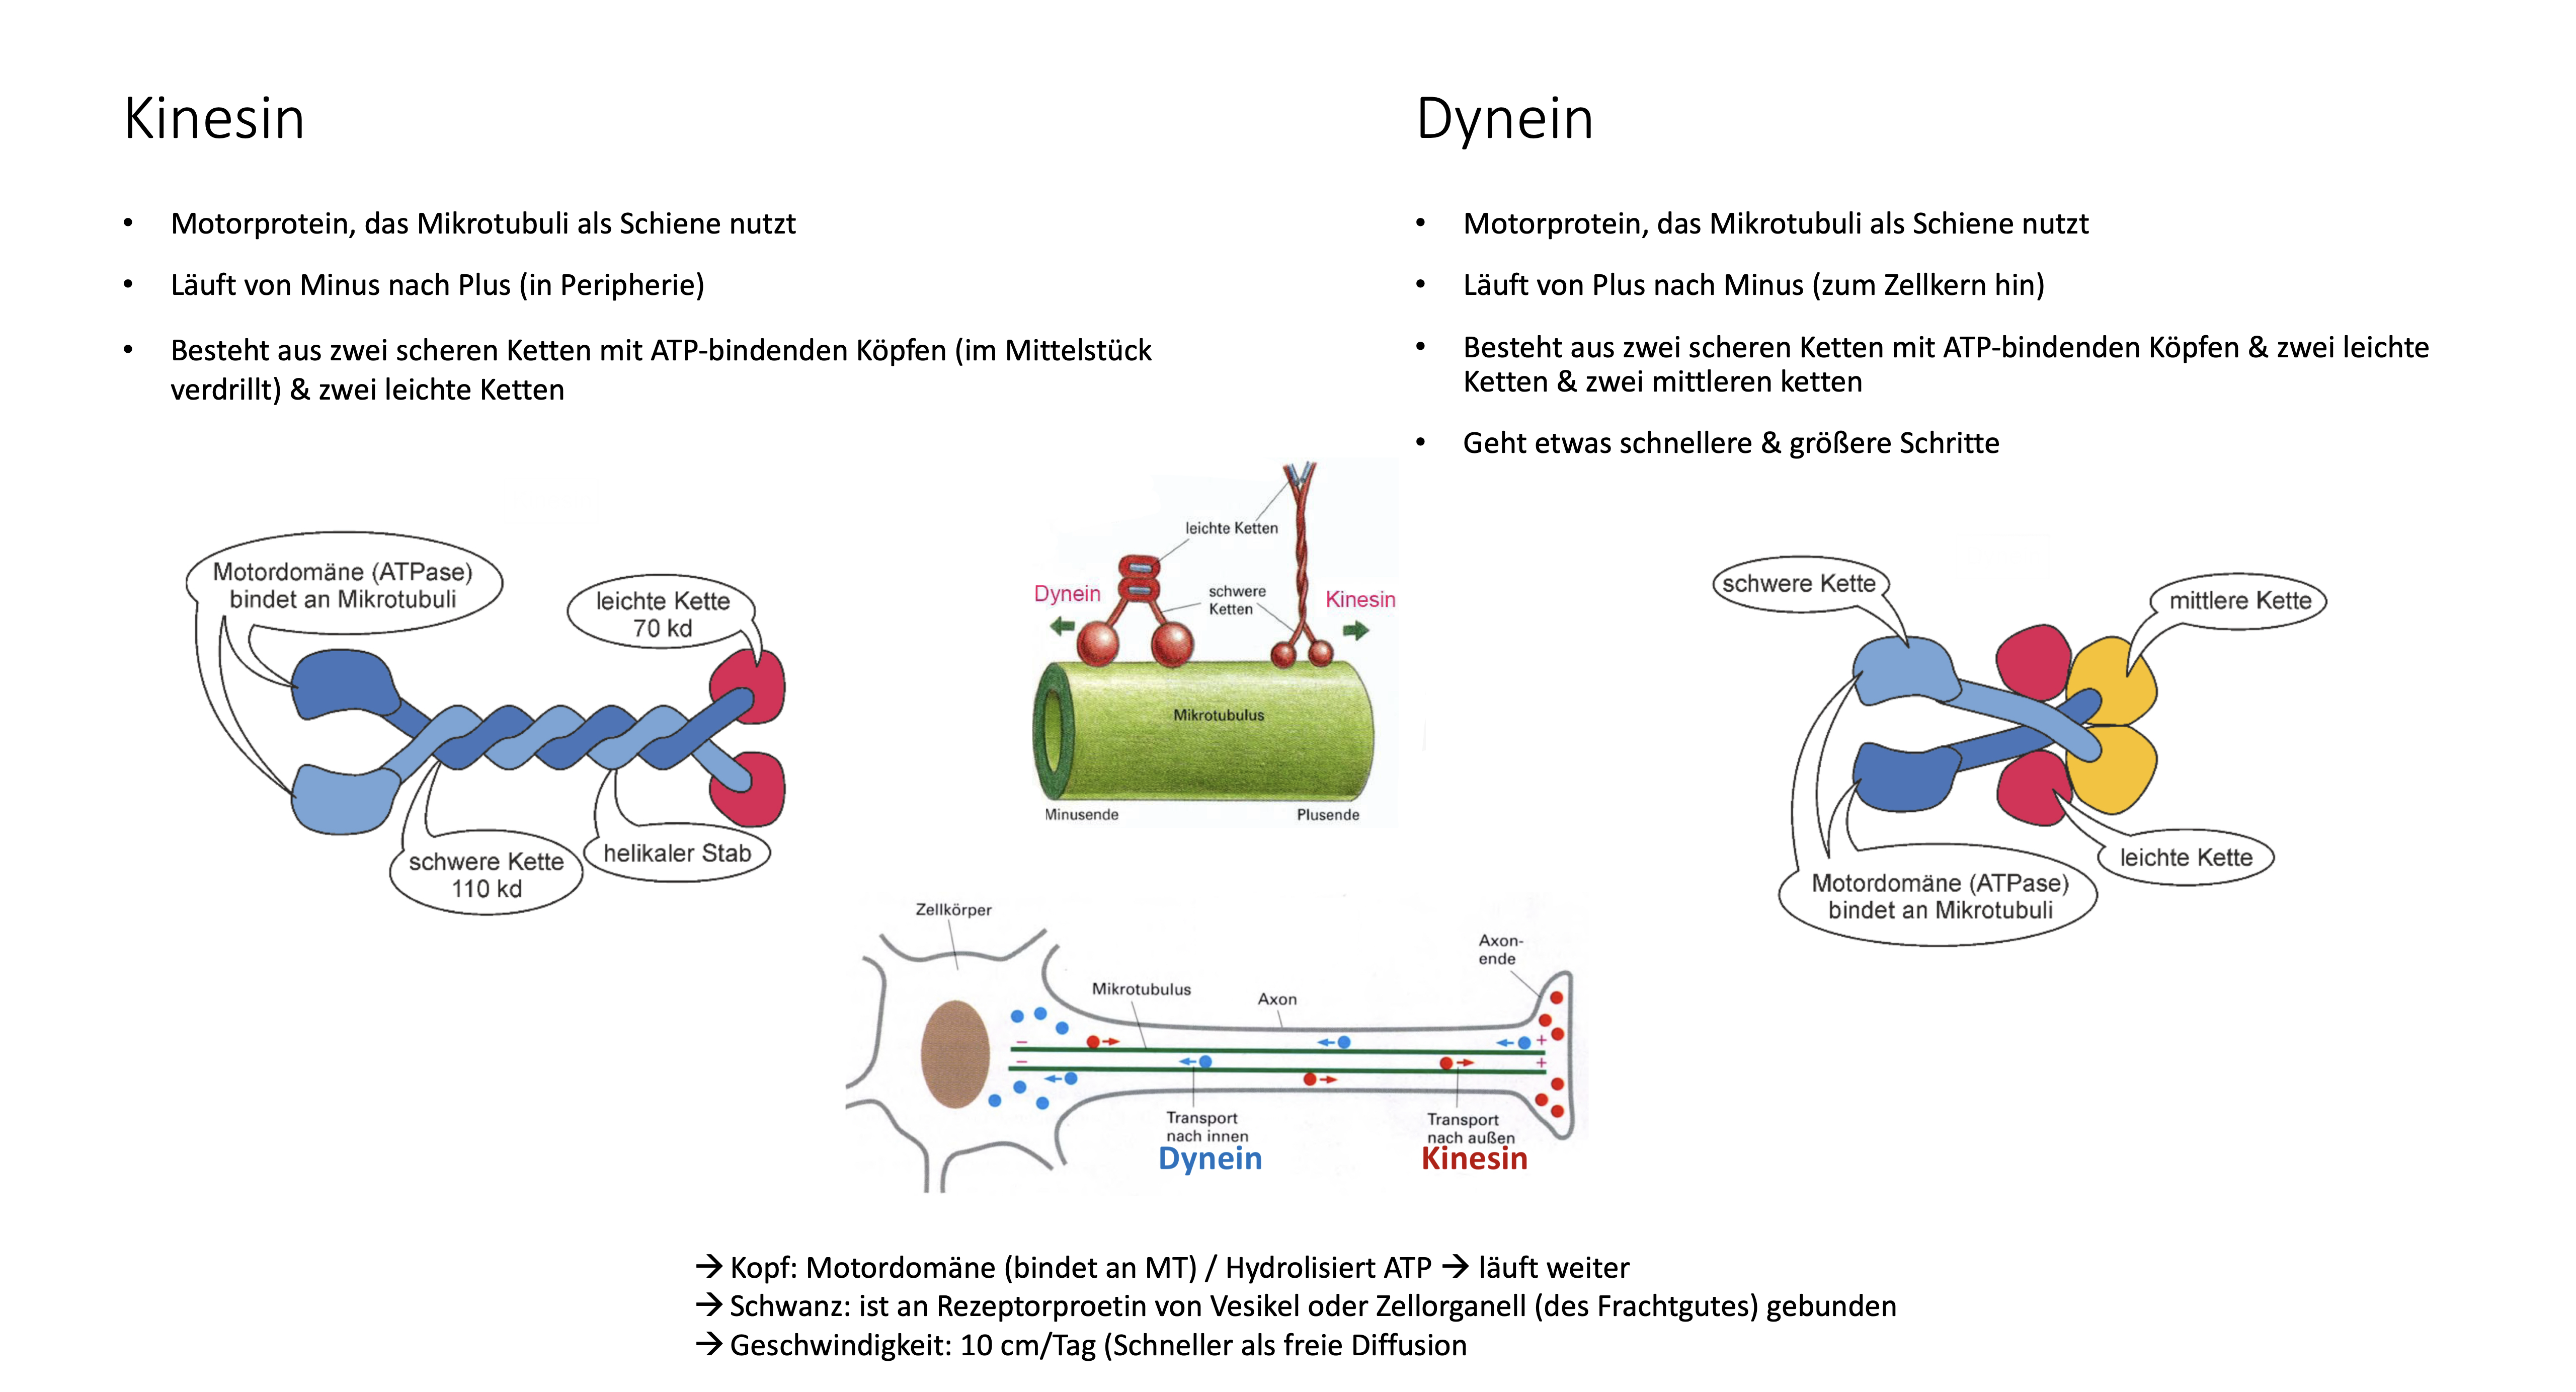 Kinesin
• Motorprotein, das Mikrotubuli als Schiene nutzt
• Läuft von Minus nach Plus (in Peripherie)
• Besteht aus zwei scheren Ketten mit ATP-bindenden Köpfen (im Mittelstück
verdrillt) & zwei leichte Ketten
Dynein
• Motorprotein, das Mikrotubuli als Schiene nutzt
• Läuft von Plus nach Minus (zum Zellkern hin)
• Besteht aus zwei scheren Ketten mit ATP-bindenden Köpfen & zwei leichte
Ketten & zwei mittleren ketten
• Geht etwas schnellere & größere Schritte
Motordomäne (ATPase)
bindet an Mikrotubuli
leichte Kette
70 kd
schwere Kette
110 kd
helikaler Stab
leichte Ketten
Dynein
schwere
Ketten
Kinesin
Mikrotubulus
Minusende
Plusende
schwere Kette
mittlere Kette
Motordomäne (ATPase)
bindet an Mikrotubuli
leichte Kette
Zellkörper
Mikrotubulus
Axon
Axon-
ende
−
−
+
+
Transport
nach innen
Dynein
Transport
nach außen
Kinesin
→ Kopf: Motordomäne (bindet an MT) / Hydrolisiert ATP → läuft weiter
→ Schwanz: ist an Rezeptorproetin von Vesikel oder Zellorganell (des Frachtgutes) gebunden
→ Geschwindigkeit: 10 cm/Tag (Schneller als freie Diffusion